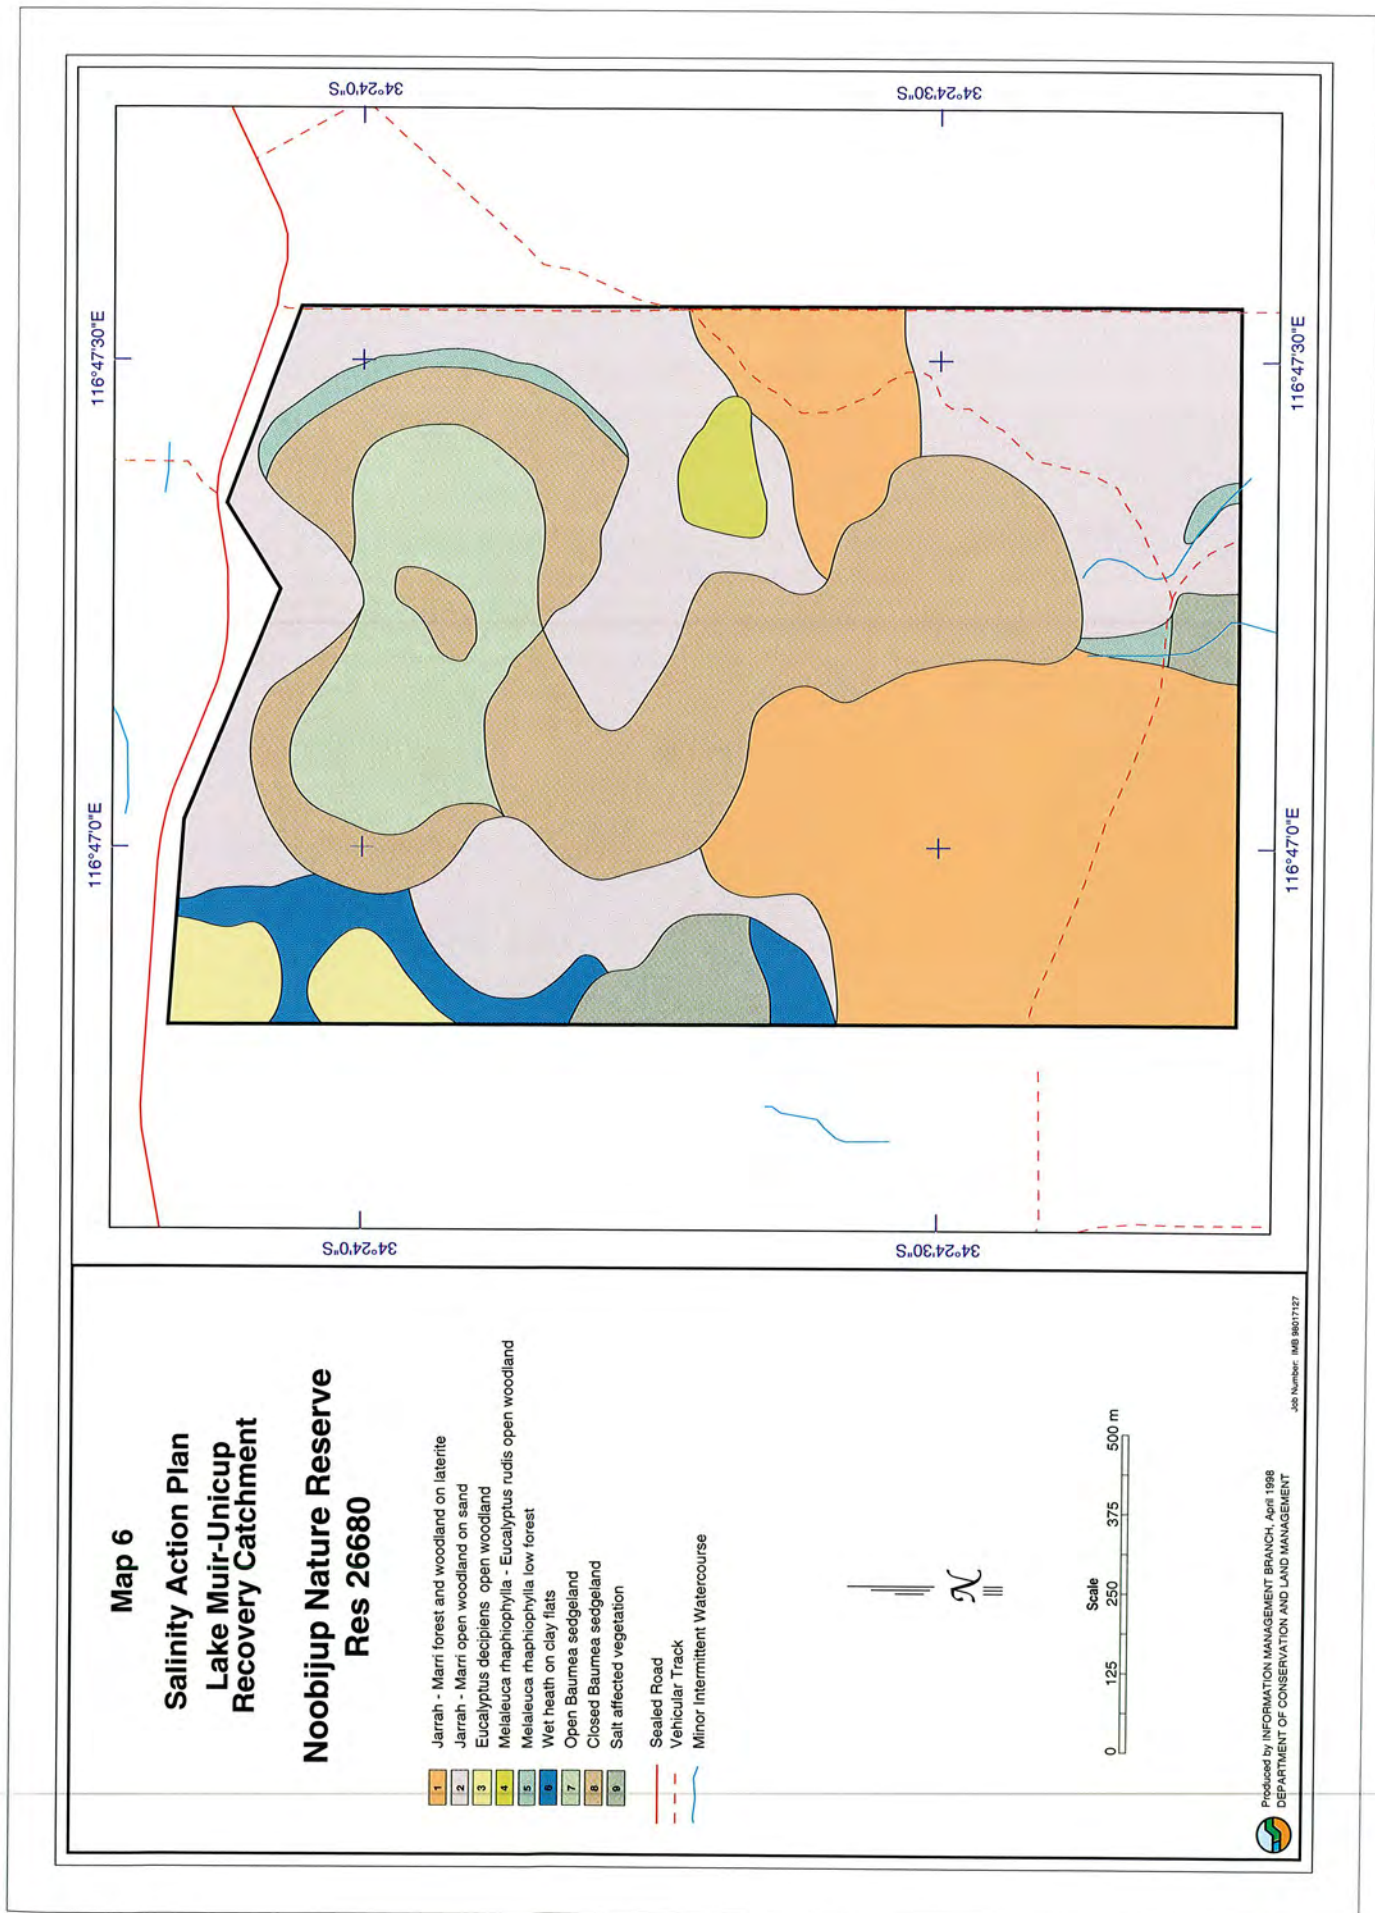 Map 6
Salinity Action Plan
Lake Muir-Unicup
Recovery Catchment
Noobijup Nature Reserve
Res 26680
1 Jarrah - Marri forest and woodland on laterite
2 Jarrah - Marri open woodland on sand
3 Eucalyptus decipiens open woodland
4 Melaleuca rhaphiophylla - Eucalyptus rudis open woodland
5 Melaleuca rhaphiophylla low forest
6 Wet heath on clay flats
7 Open Baumea sedgeland
8 Closed Baumea sedgeland
9 Salt affected vegetation
Sealed Road
Vehicular Track
Minor Intermittent Watercourse
N
Scale
0 125 250 375 500 m
Produced by INFORMATION MANAGEMENT BRANCH, April 1998
DEPARTMENT OF CONSERVATION AND LAND MANAGEMENT
Job Number: IMB 98017127
116°47'0"E
116°47'30"E
34°24'0"S
34°24'0"S
34°24'30"S
34°24'30"S
116°47'0"E
116°47'30"E